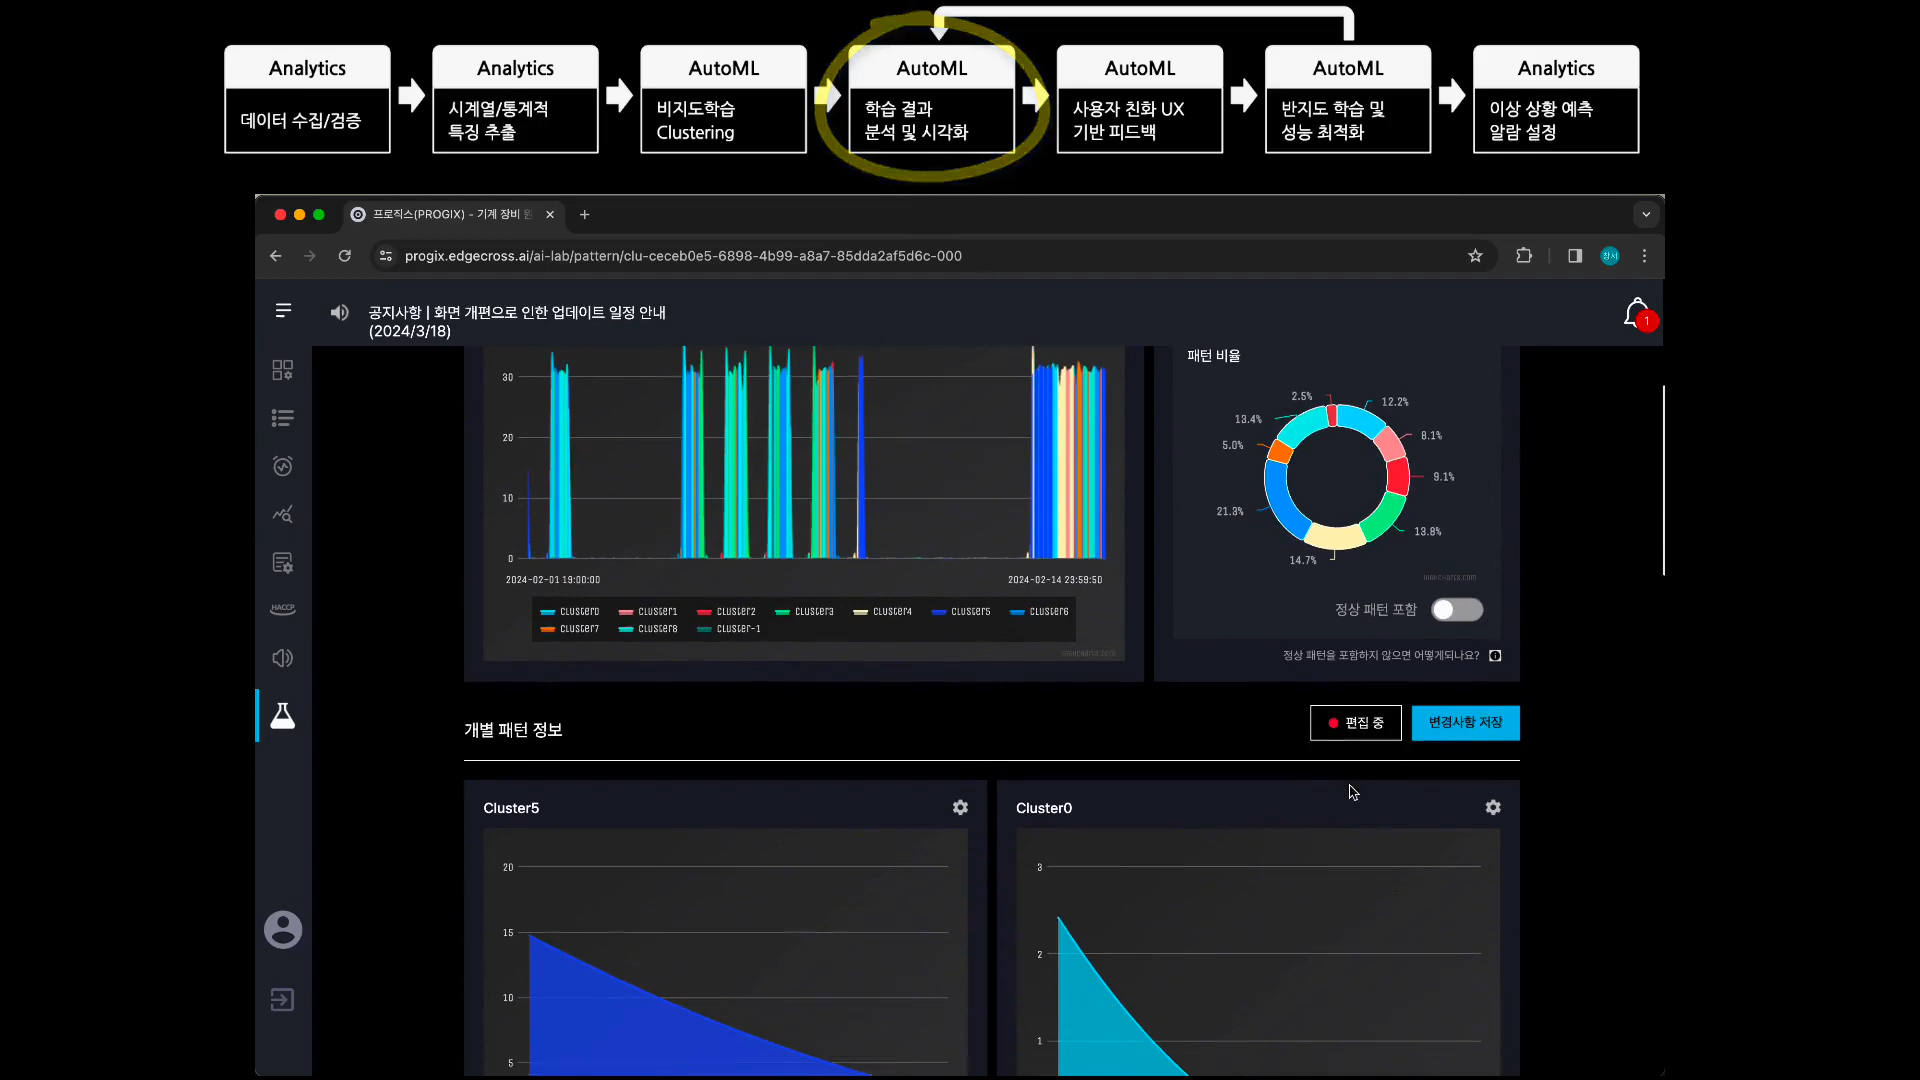 Analytics
데이터 수집/검증
Analytics
시계열/통계적
특징 추출
AutoML
비지도학습
Clustering
AutoML
학습 결과
분석 및 시각화
AutoML
사용자 친화 UX
기반 피드백
AutoML
반지도 학습 및
성능 최적화
Analytics
이상 상황 예측
알람 설정
프로직스(PROGIX) - 기계 장비 원
progix.edgecross.ai/ai-lab/pattern/clu-ceceb0e5-6898-4b99-a8a7-85dda2af5d6c-000
창서
공지사항 | 화면 개편으로 인한 업데이트 일정 안내
(2024/3/18)
1
HACCP
30
20
10
0
2024-02-01 19:00:00
2024-02-14 23:59:50
Cluster0
Cluster1
Cluster2
Cluster3
Cluster4
Cluster5
Cluster6
Cluster7
Cluster8
Cluster-1
Highcharts.com
패턴 비율
2.5%
12.2%
13.4%
8.1%
5.0%
9.1%
21.3%
13.8%
14.7%
Highcharts.com
정상 패턴 포함
정상 패턴을 포함하지 않으면 어떻게되나요?
개별 패턴 정보
편집 중
변경사항 저장
Cluster5
20
15
10
5
Cluster0
3
2
1